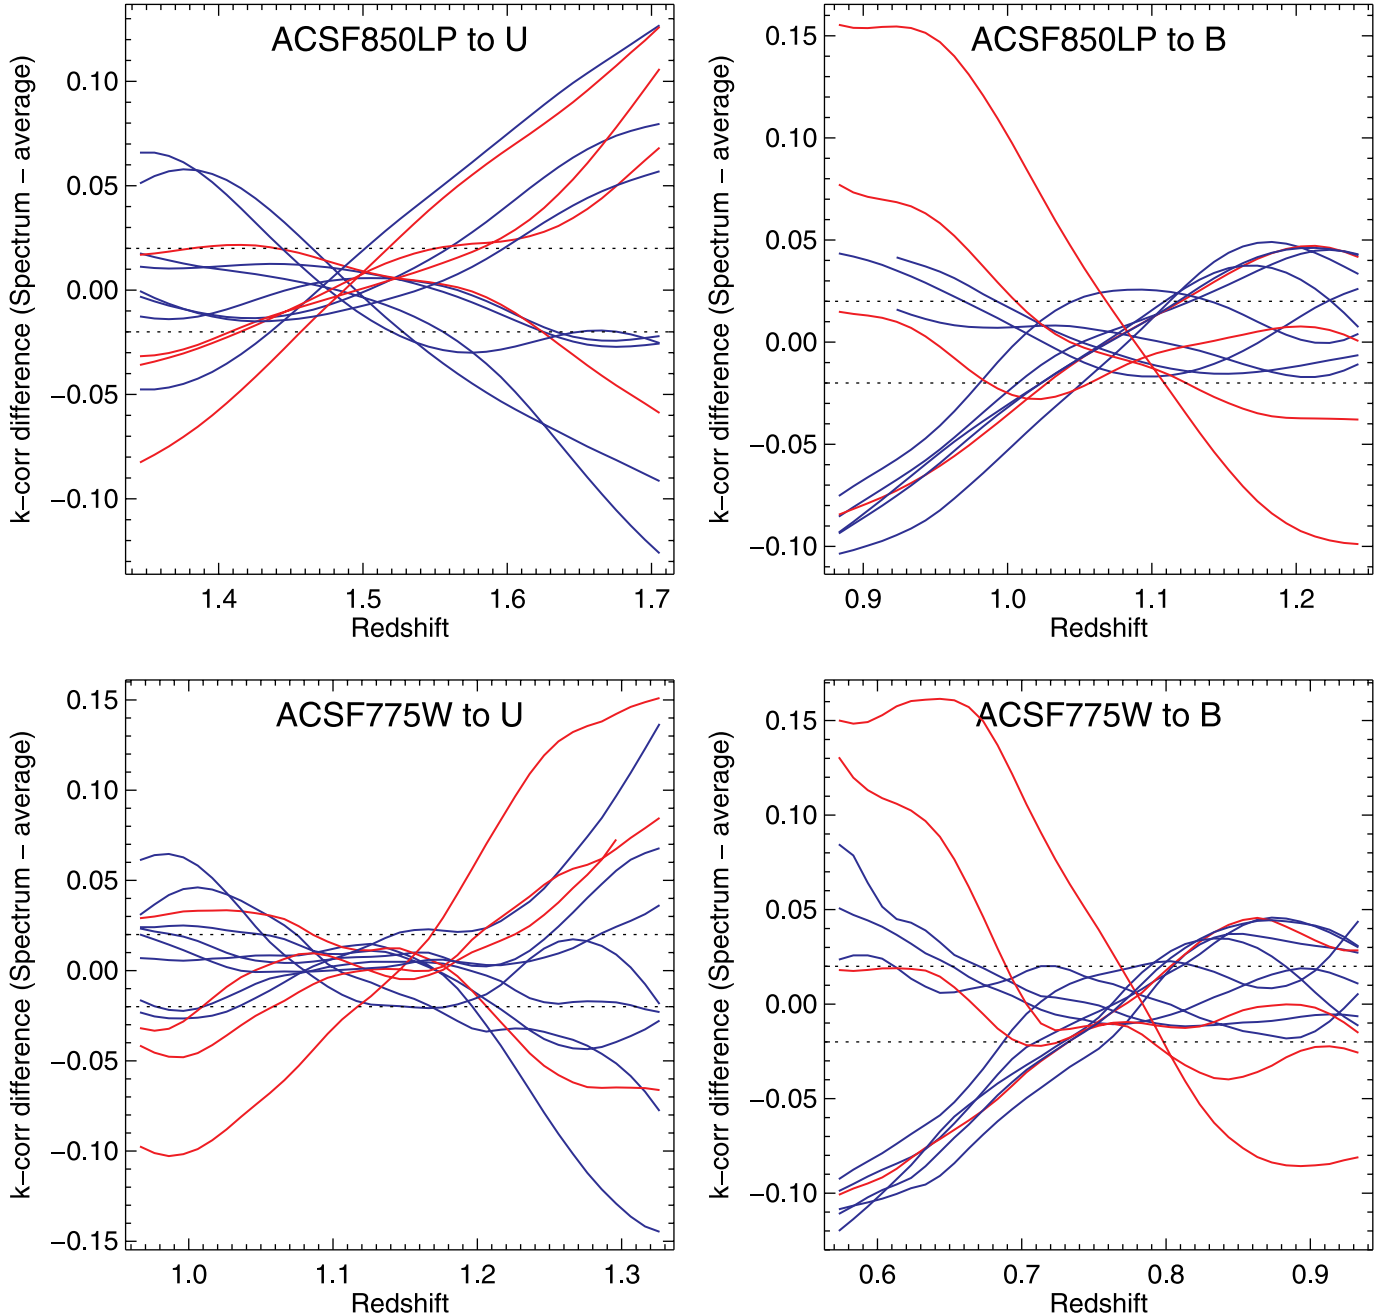 ACSF850LP to U
k−corr difference (Spectrum − average)
0.10
0.05
0.00
−0.05
−0.10
1.4 1.5 1.6 1.7
Redshift
ACSF850LP to B
k−corr difference (Spectrum − average)
0.15
0.10
0.05
0.00
−0.05
−0.10
0.9 1.0 1.1 1.2
Redshift
ACSF775W to U
k−corr difference (Spectrum − average)
0.15
0.10
0.05
0.00
−0.05
−0.10
−0.15
1.0 1.1 1.2 1.3
Redshift
ACSF775W to B
k−corr difference (Spectrum − average)
0.15
0.10
0.05
0.00
−0.05
−0.10
0.6 0.7 0.8 0.9
Redshift